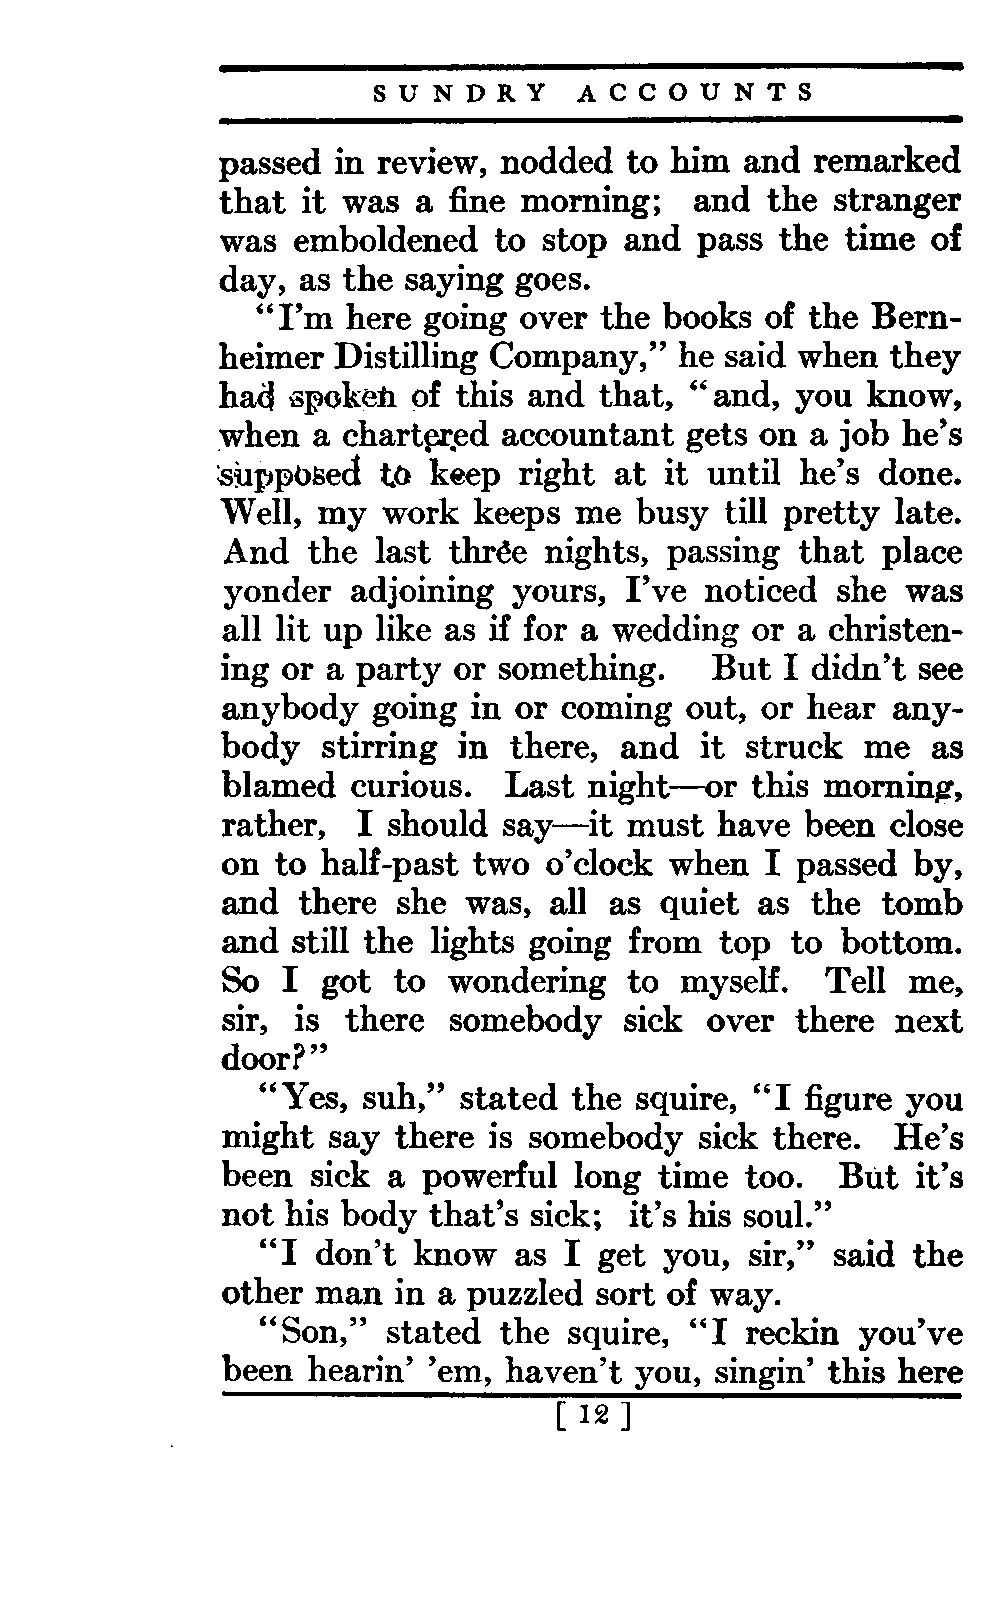 SUNDRY ACCOUNTS
passed in review, nodded to him and remarked
that it was a fine morning; and the stranger
was emboldened to stop and pass the time of
day, as the saying goes.
“I’m here going over the books of the Bern-
heimer Distilling Company,” he said when they
had spoken of this and that, “and, you know,
when a chartered accountant gets on a job he’s
supposed to keep right at it until he’s done.
Well, my work keeps me busy till pretty late.
And the last three nights, passing that place
yonder adjoining yours, I’ve noticed she was
all lit up like as if for a wedding or a christen-
ing or a party or something. But I didn’t see
anybody going in or coming out, or hear any-
body stirring in there, and it struck me as
blamed curious. Last night—or this morning,
rather, I should say—it must have been close
on to half-past two o’clock when I passed by,
and there she was, all as quiet as the tomb
and still the lights going from top to bottom.
So I got to wondering to myself. Tell me,
sir, is there somebody sick over there next
door?”
“Yes, suh,” stated the squire, “I figure you
might say there is somebody sick there. He’s
been sick a powerful long time too. But it’s
not his body that’s sick; it’s his soul.”
“I don’t know as I get you, sir,” said the
other man in a puzzled sort of way.
“Son,” stated the squire, “I reckin you’ve
been hearin’ ’em, haven’t you, singin’ this here
[ 12 ]